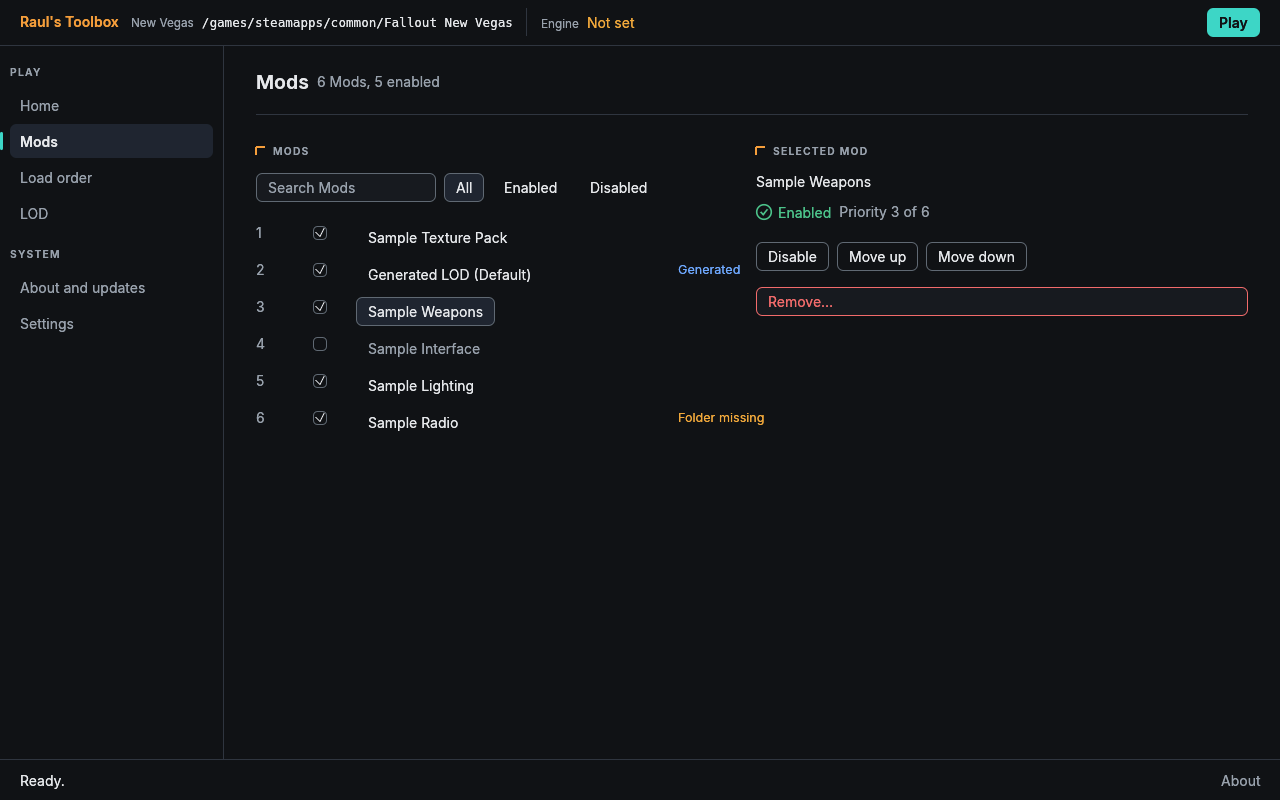 Raul's Toolbox New Vegas /games/steamapps/common/Fallout New Vegas Engine Not set Play
PLAY
Home
Mods
Load order
LOD
SYSTEM
About and updates
Settings
Mods 6 Mods, 5 enabled
MODS
Search Mods All Enabled Disabled
1 Sample Texture Pack
2 Generated LOD (Default) Generated
3 Sample Weapons
4 Sample Interface
5 Sample Lighting
6 Sample Radio Folder missing
SELECTED MOD
Sample Weapons
Enabled Priority 3 of 6
Disable Move up Move down
Remove...
Ready. About